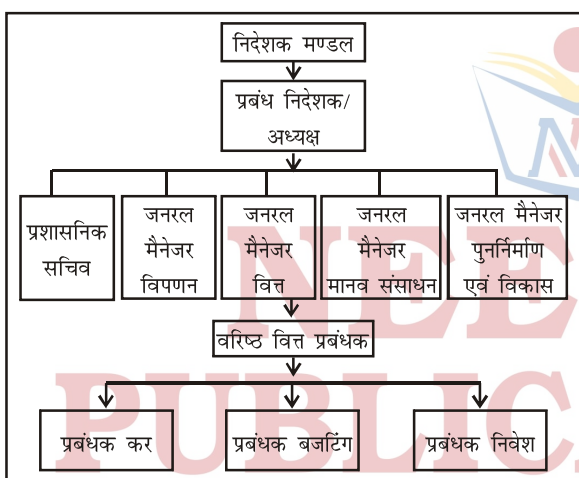 निदेशक मण्डल
प्रबंध निदेशक/
अध्यक्ष
प्रशासनिक
सचिव
जनरल
मैनेजर
विपणन
जनरल
मैनेजर
वित्त
जनरल
मैनेजर
मानव संसाधन
जनरल मैनेजर
पुनर्निर्माण
एवं विकास
वरिष्ठ वित्त प्रबंधक
प्रबंधक कर
प्रबंधक बजटिंग
प्रबंधक निवेश